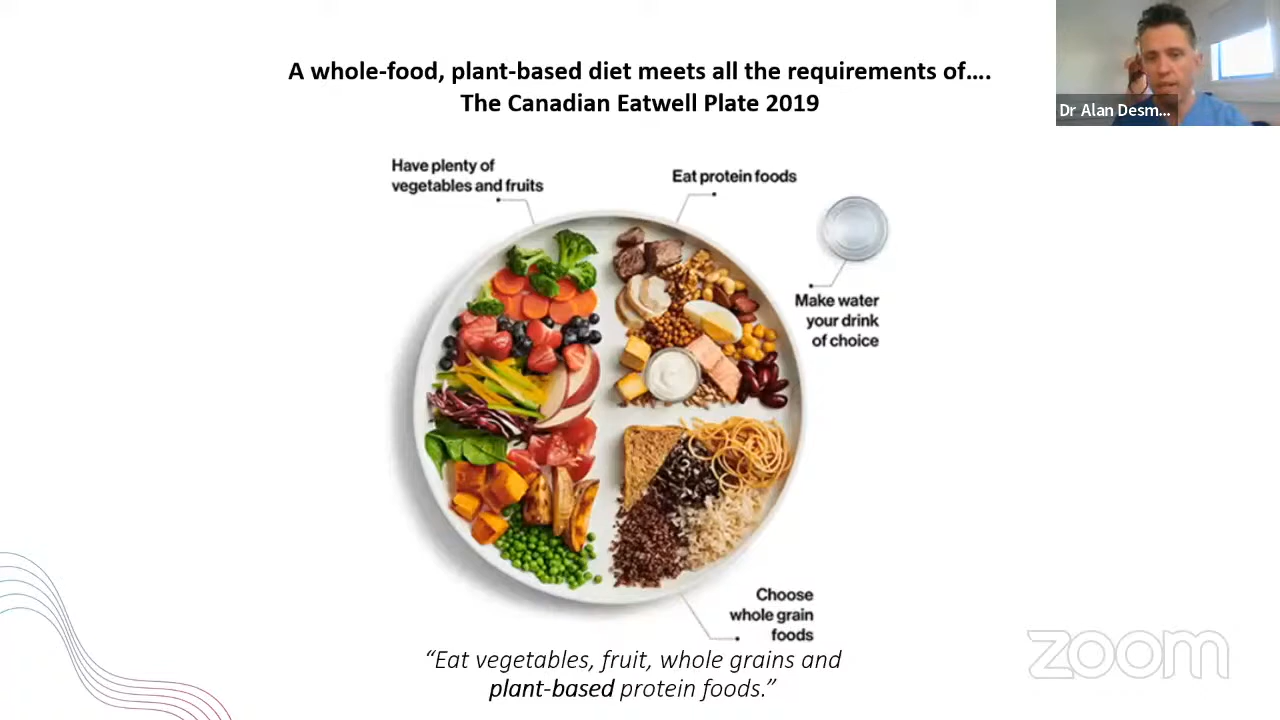 A whole-food, plant-based diet meets all the requirements of….
The Canadian Eatwell Plate 2019
Dr Alan Desm...
Have plenty of
vegetables and fruits
Eat protein foods
Make water
your drink
of choice
Choose
whole grain
foods
“Eat vegetables, fruit, whole grains and
plant-based protein foods.”
zoom